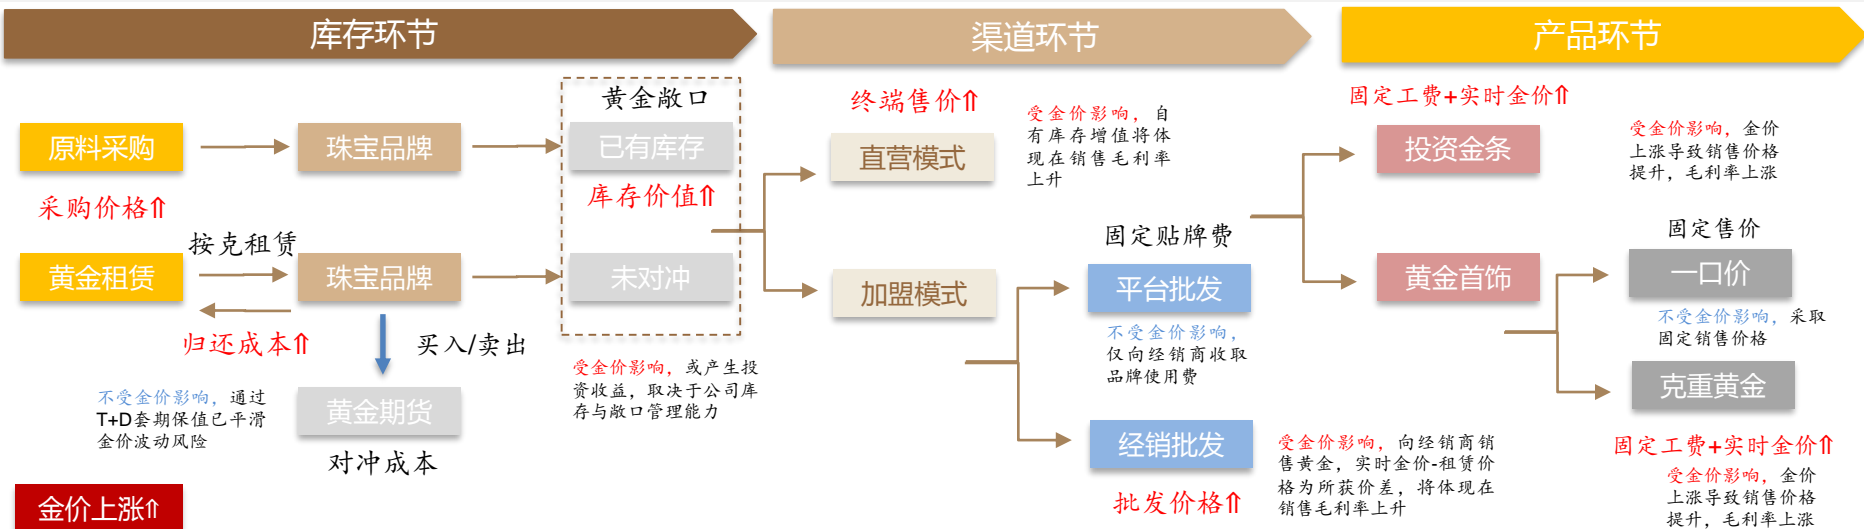 库存环节
渠道环节
产品环节
黄金敞口
原料采购
珠宝品牌
已有库存
采购价格⇑
库存价值⇑
按克租赁
黄金租赁
珠宝品牌
未对冲
归还成本⇑
买入/卖出
不受金价影响，通过
T+D套期保值已平滑
金价波动风险
黄金期货
对冲成本
受金价影响，或产生投
资收益，取决于公司库
存与敞口管理能力
金价上涨⇑
终端售价⇑
直营模式
受金价影响，自
有库存增值将体
现在销售毛利率
上升
加盟模式
固定贴牌费
平台批发
不受金价影响，
仅向经销商收取
品牌使用费
经销批发
批发价格⇑
受金价影响，向经销商销
售黄金，实时金价-租赁价
格为所获价差，将体现在
销售毛利率上升
固定工费+实时金价⇑
投资金条
受金价影响，金价
上涨导致销售价格
提升，毛利率上涨
黄金首饰
固定售价
一口价
不受金价影响，采取
固定销售价格
克重黄金
固定工费+实时金价⇑
受金价影响，金价
上涨导致销售价格
提升，毛利率上涨